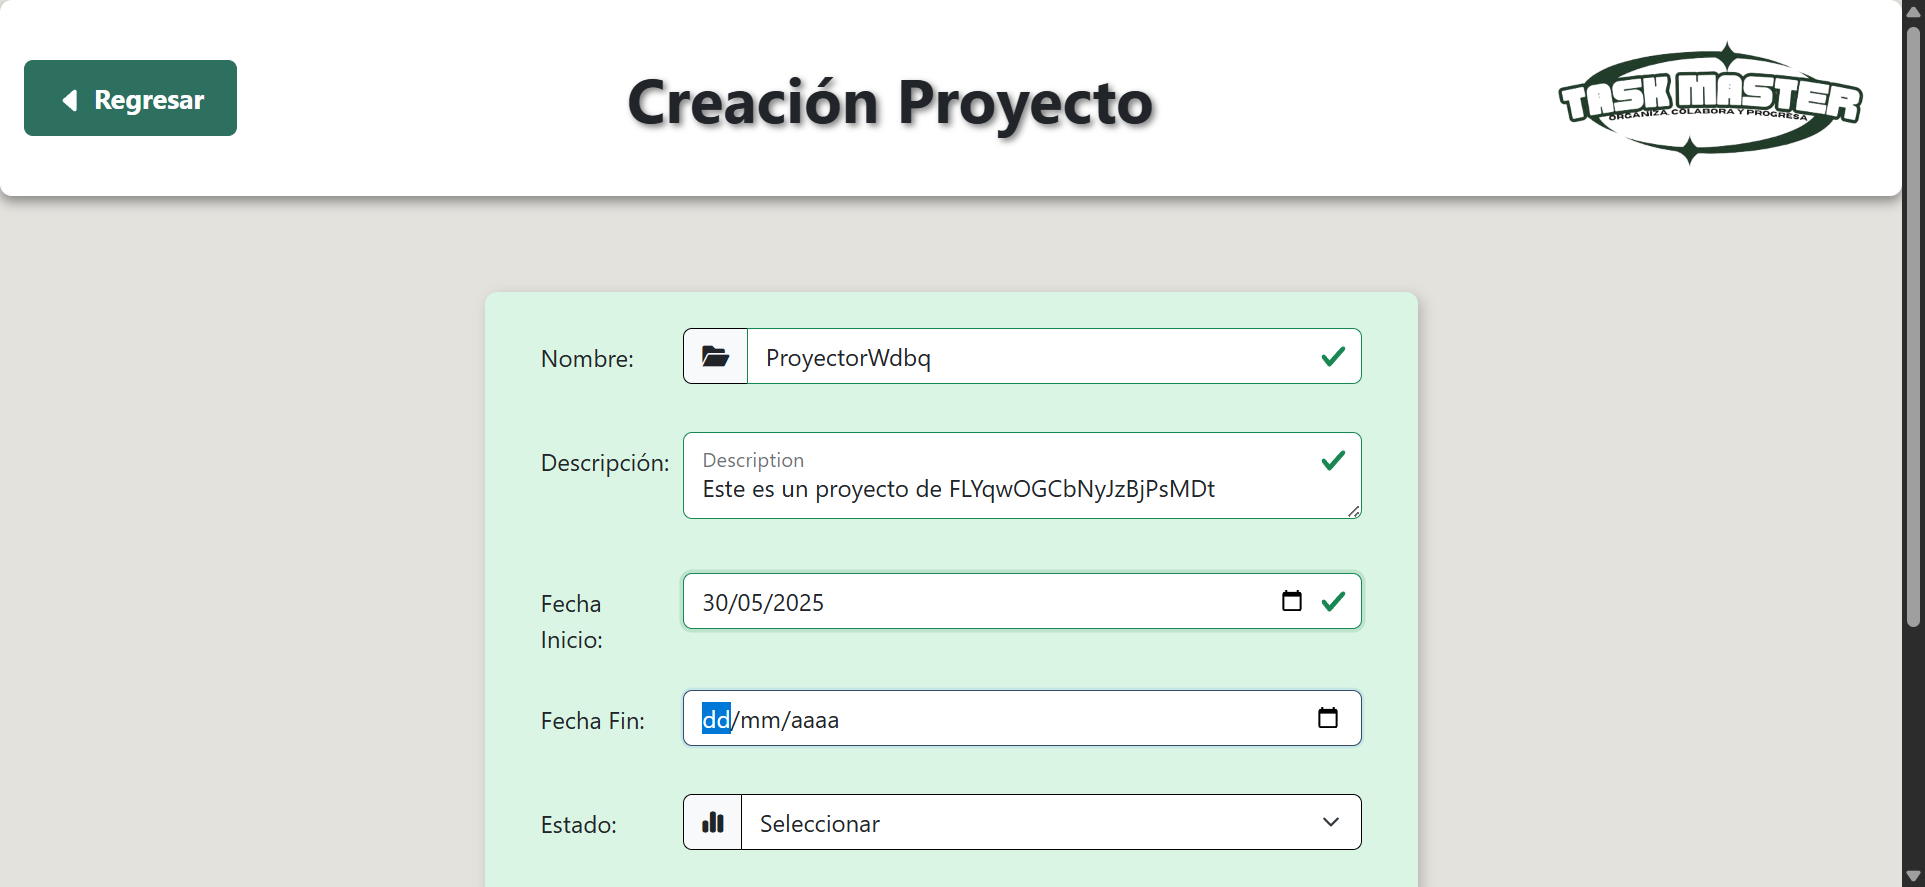 Regresar
Creación Proyecto
TASK MASTER
ORGANIZA, COLABORA Y PROGRESA
Nombre:
ProyectorWdbq
Descripción:
Description
Este es un proyecto de FLYqwOGCbNyJzBjPsMDt
Fecha
Inicio:
30/05/2025
Fecha Fin:
dd/mm/aaaa
Estado:
Seleccionar